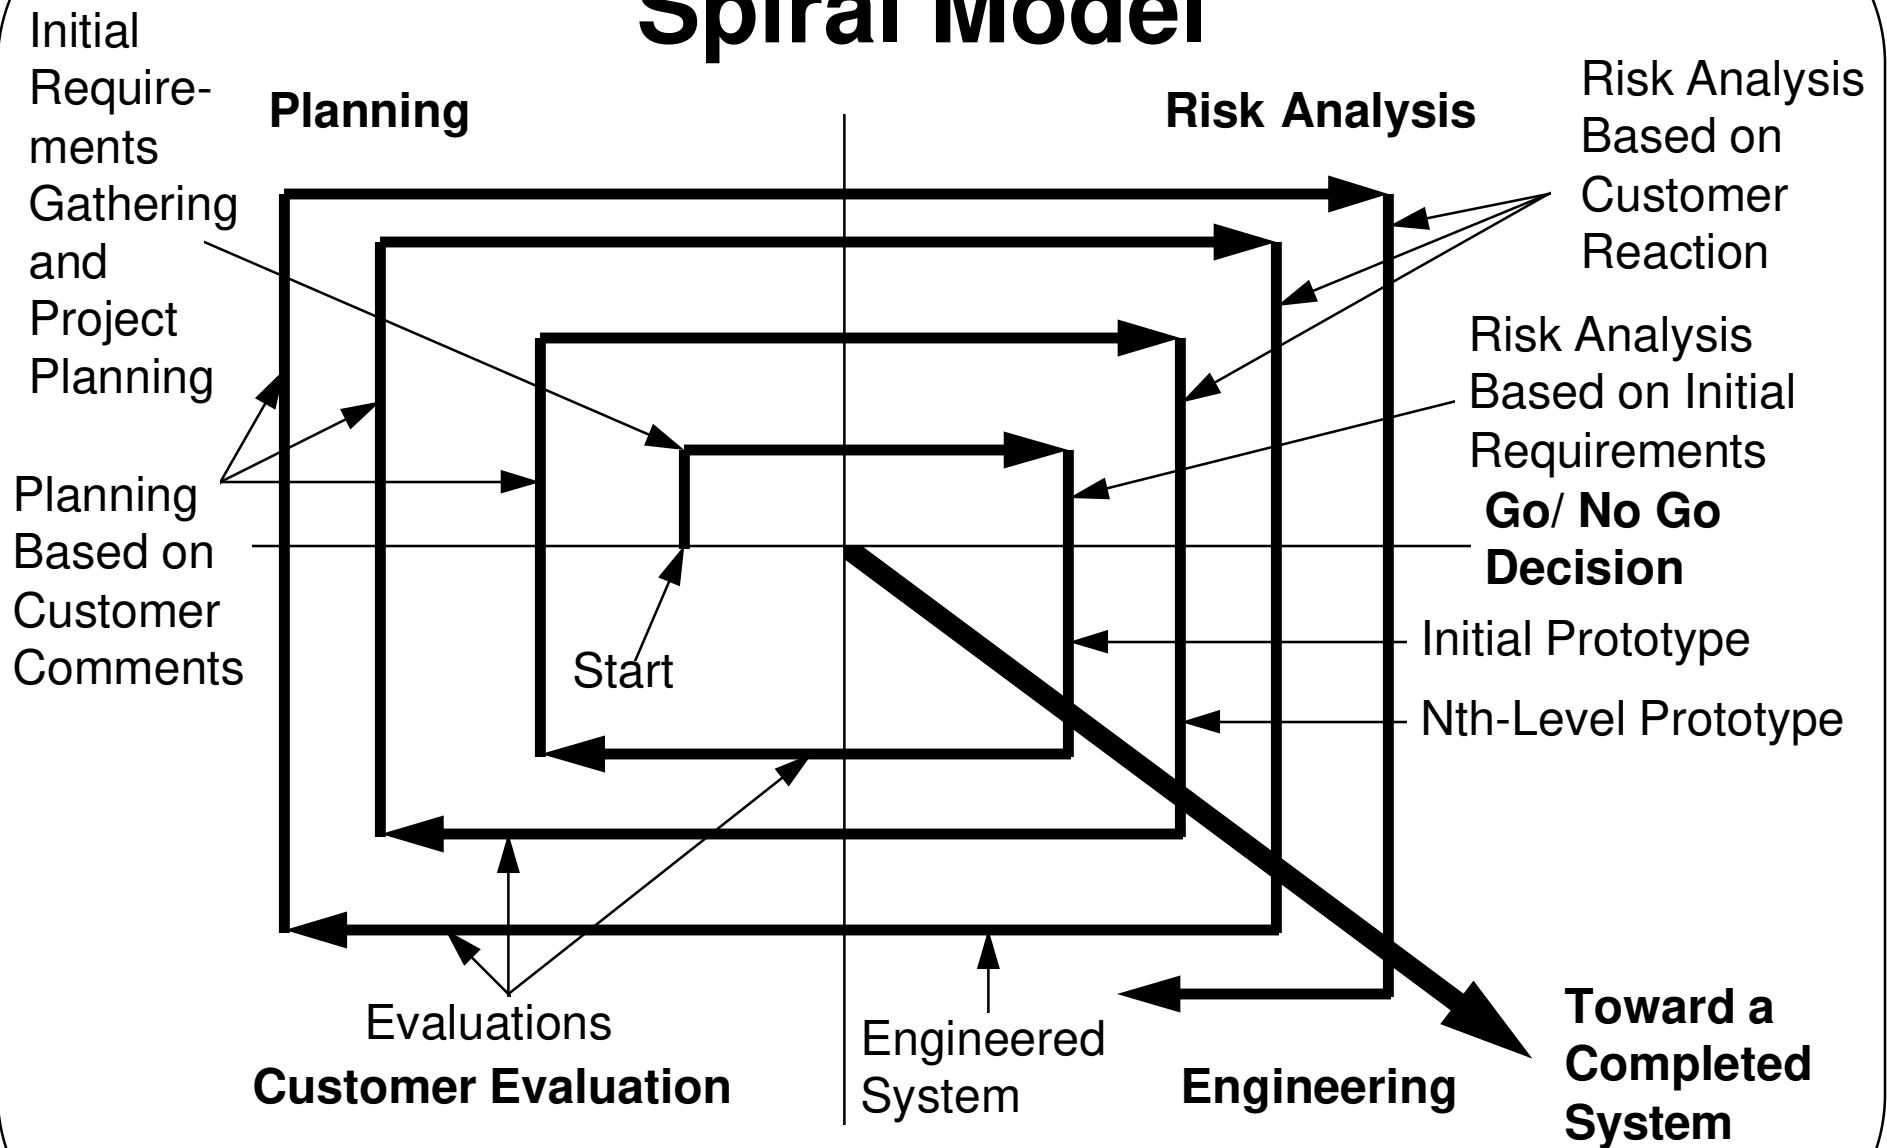 Spiral Model
Initial
Require-
ments
Gathering
and
Project
Planning
Planning
Risk Analysis
Risk Analysis
Based on
Customer
Reaction
Risk Analysis
Based on Initial
Requirements
Go/ No Go
Decision
Planning
Based on
Customer
Comments
Start
Initial Prototype
Nth-Level Prototype
Evaluations
Customer Evaluation
Engineered
System
Engineering
Toward a
Completed
System